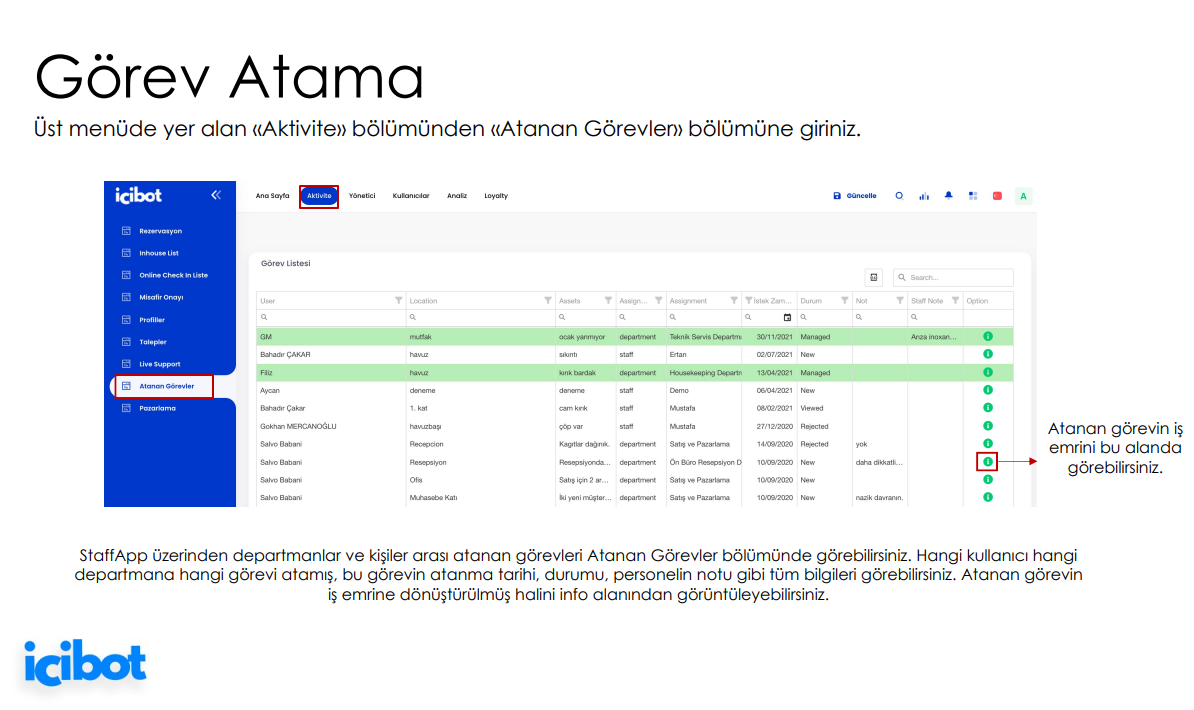 Görev Atama
Üst menüde yer alan «Aktivite» bölümünden «Atanan Görevler» bölümüne giriniz.
icibot
Ana Sayfa Aktivite Yönetici Kullanıcılar Analiz Loyalty Güncelle A
Rezervasyon
Inhouse List
Online Check In Liste
Misafir Onayı
Profiller
Talepler
Live Support
Atanan Görevler
Pazarlama
Görev Listesi
Search...
User Location Assets Assign... Assignment İstek Zam... Durum Not Staff Note Option
GM mutfak ocak yanmıyor department Teknik Servis Departm 30/11/2021 Managed Arıza inoxan...
Bahadır ÇAKAR havuz sıkıntı staff Ertan 02/07/2021 New
Filiz havuz kırık bardak department Housekeeping Departn 13/04/2021 Managed
Aycan deneme deneme staff Demo 06/04/2021 New
Bahadır Çakar 1. kat cam kırık staff Mustafa 08/02/2021 Viewed
Gokhan MERCANOĞLU havuzbaşı çöp var staff Mustafa 27/12/2020 Rejected
Salvo Babani Recepcion Kagıtlar dağınık. department Satış ve Pazarlama 14/09/2020 Rejected yok
Salvo Babani Resepsiyon Resepsiyonda... department Ön Büro Resepsiyon D 10/09/2020 New daha dikkatli...
Salvo Babani Ofis Satış için 2 ar... department Satış ve Pazarlama 10/09/2020 New
Salvo Babani Muhasebe Katı İki yeni müşter... department Satış ve Pazarlama 10/09/2020 New nazik davranın.
Atanan görevin iş
emrini bu alanda
görebilirsiniz.
StaffApp üzerinden departmanlar ve kişiler arası atanan görevleri Atanan Görevler bölümünde görebilirsiniz. Hangi kullanıcı hangi
departmana hangi görevi atamış, bu görevin atanma tarihi, durumu, personelin notu gibi tüm bilgileri görebilirsiniz. Atanan görevin
iş emrine dönüştürülmüş halini info alanından görüntüleyebilirsiniz.
icibot